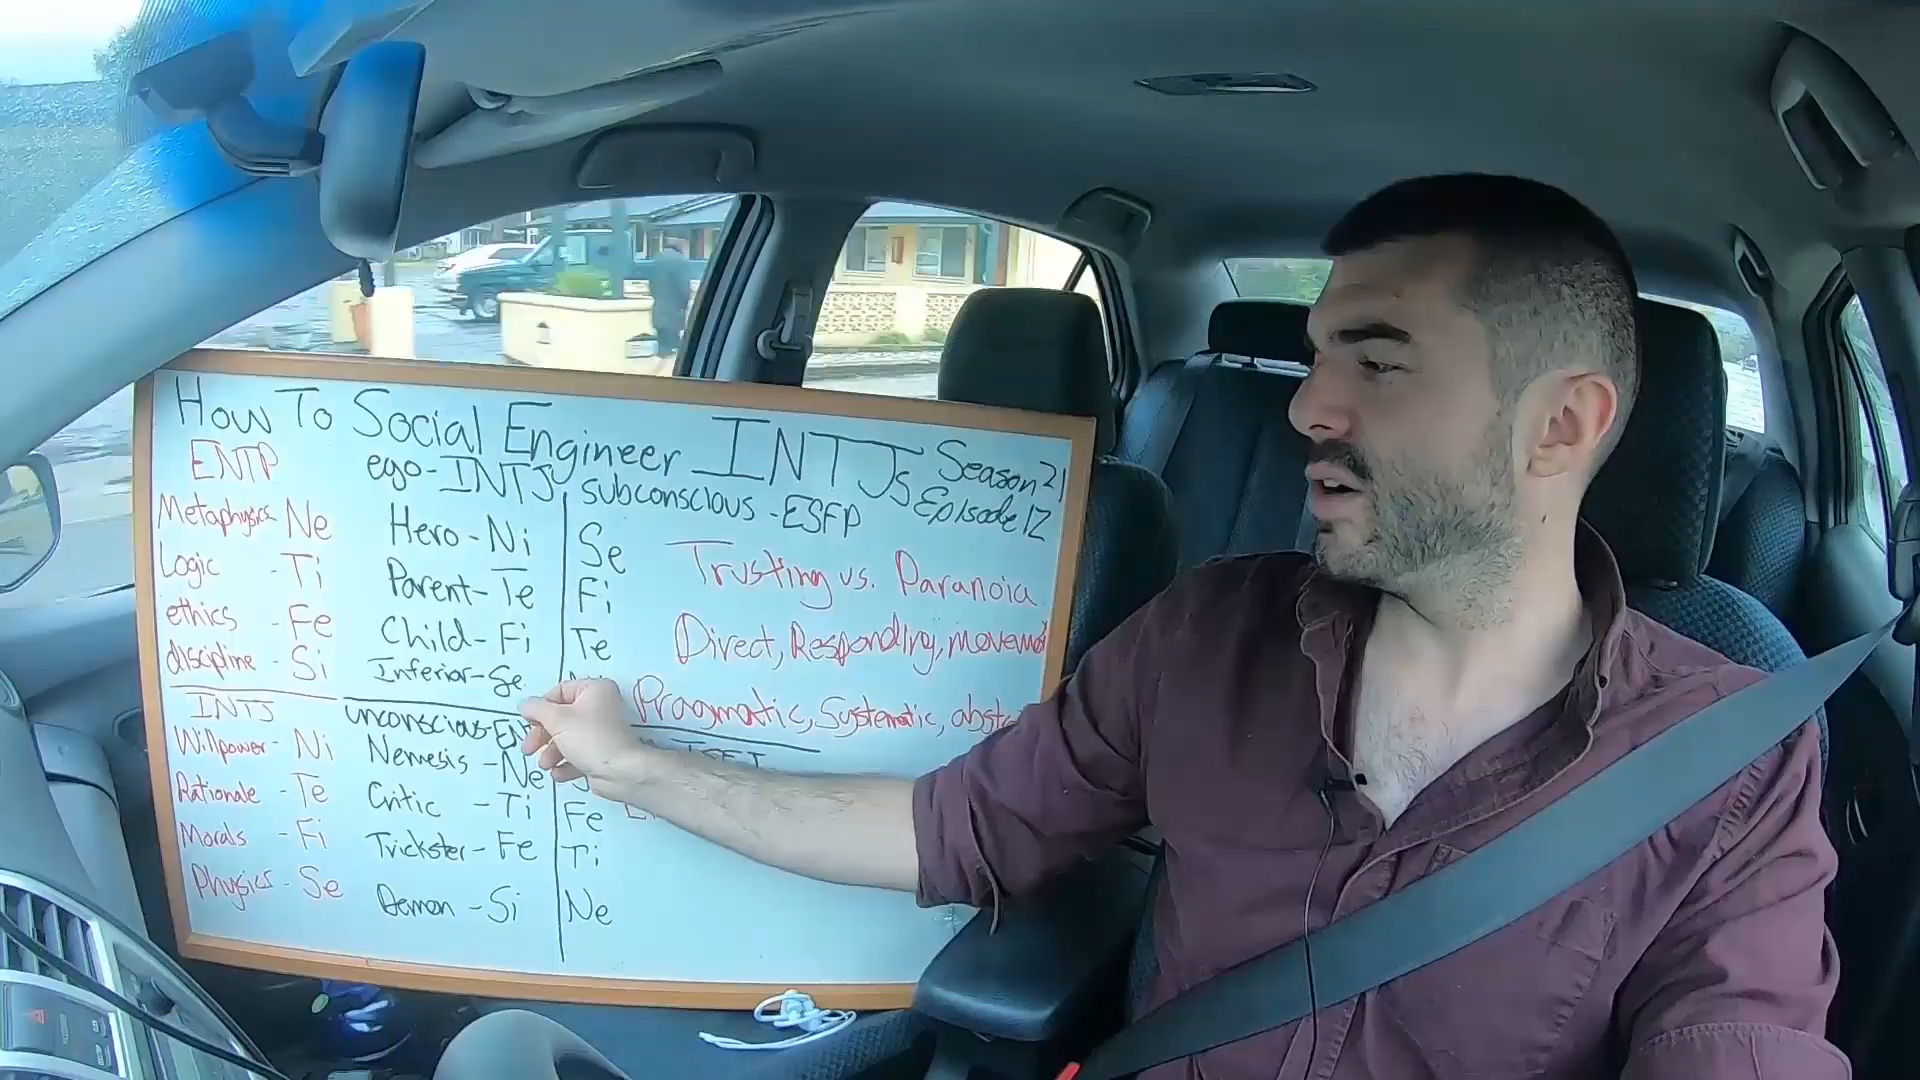 How To Social Engineer INTJs
Season 21
Episode 12
ENTP
Metaphysics Ne
Logic - Ti
ethics - Fe
discipline - Si
INTJ
Willpower - Ni
Rationale - Te
Morals - Fi
Physics - Se
ego - INTJ
Hero - Ni
Parent - Te
Child - Fi
Inferior - Se
unconscious - EN
Nemesis - Ne
Critic - Ti
Trickster - Fe
Demon - Si
subconscious - ESFP
Se
Fi
Te
Fe
Ti
Ne
Trusting vs. Paranoia
Direct, Responding, movement
Pragmatic, Systematic,